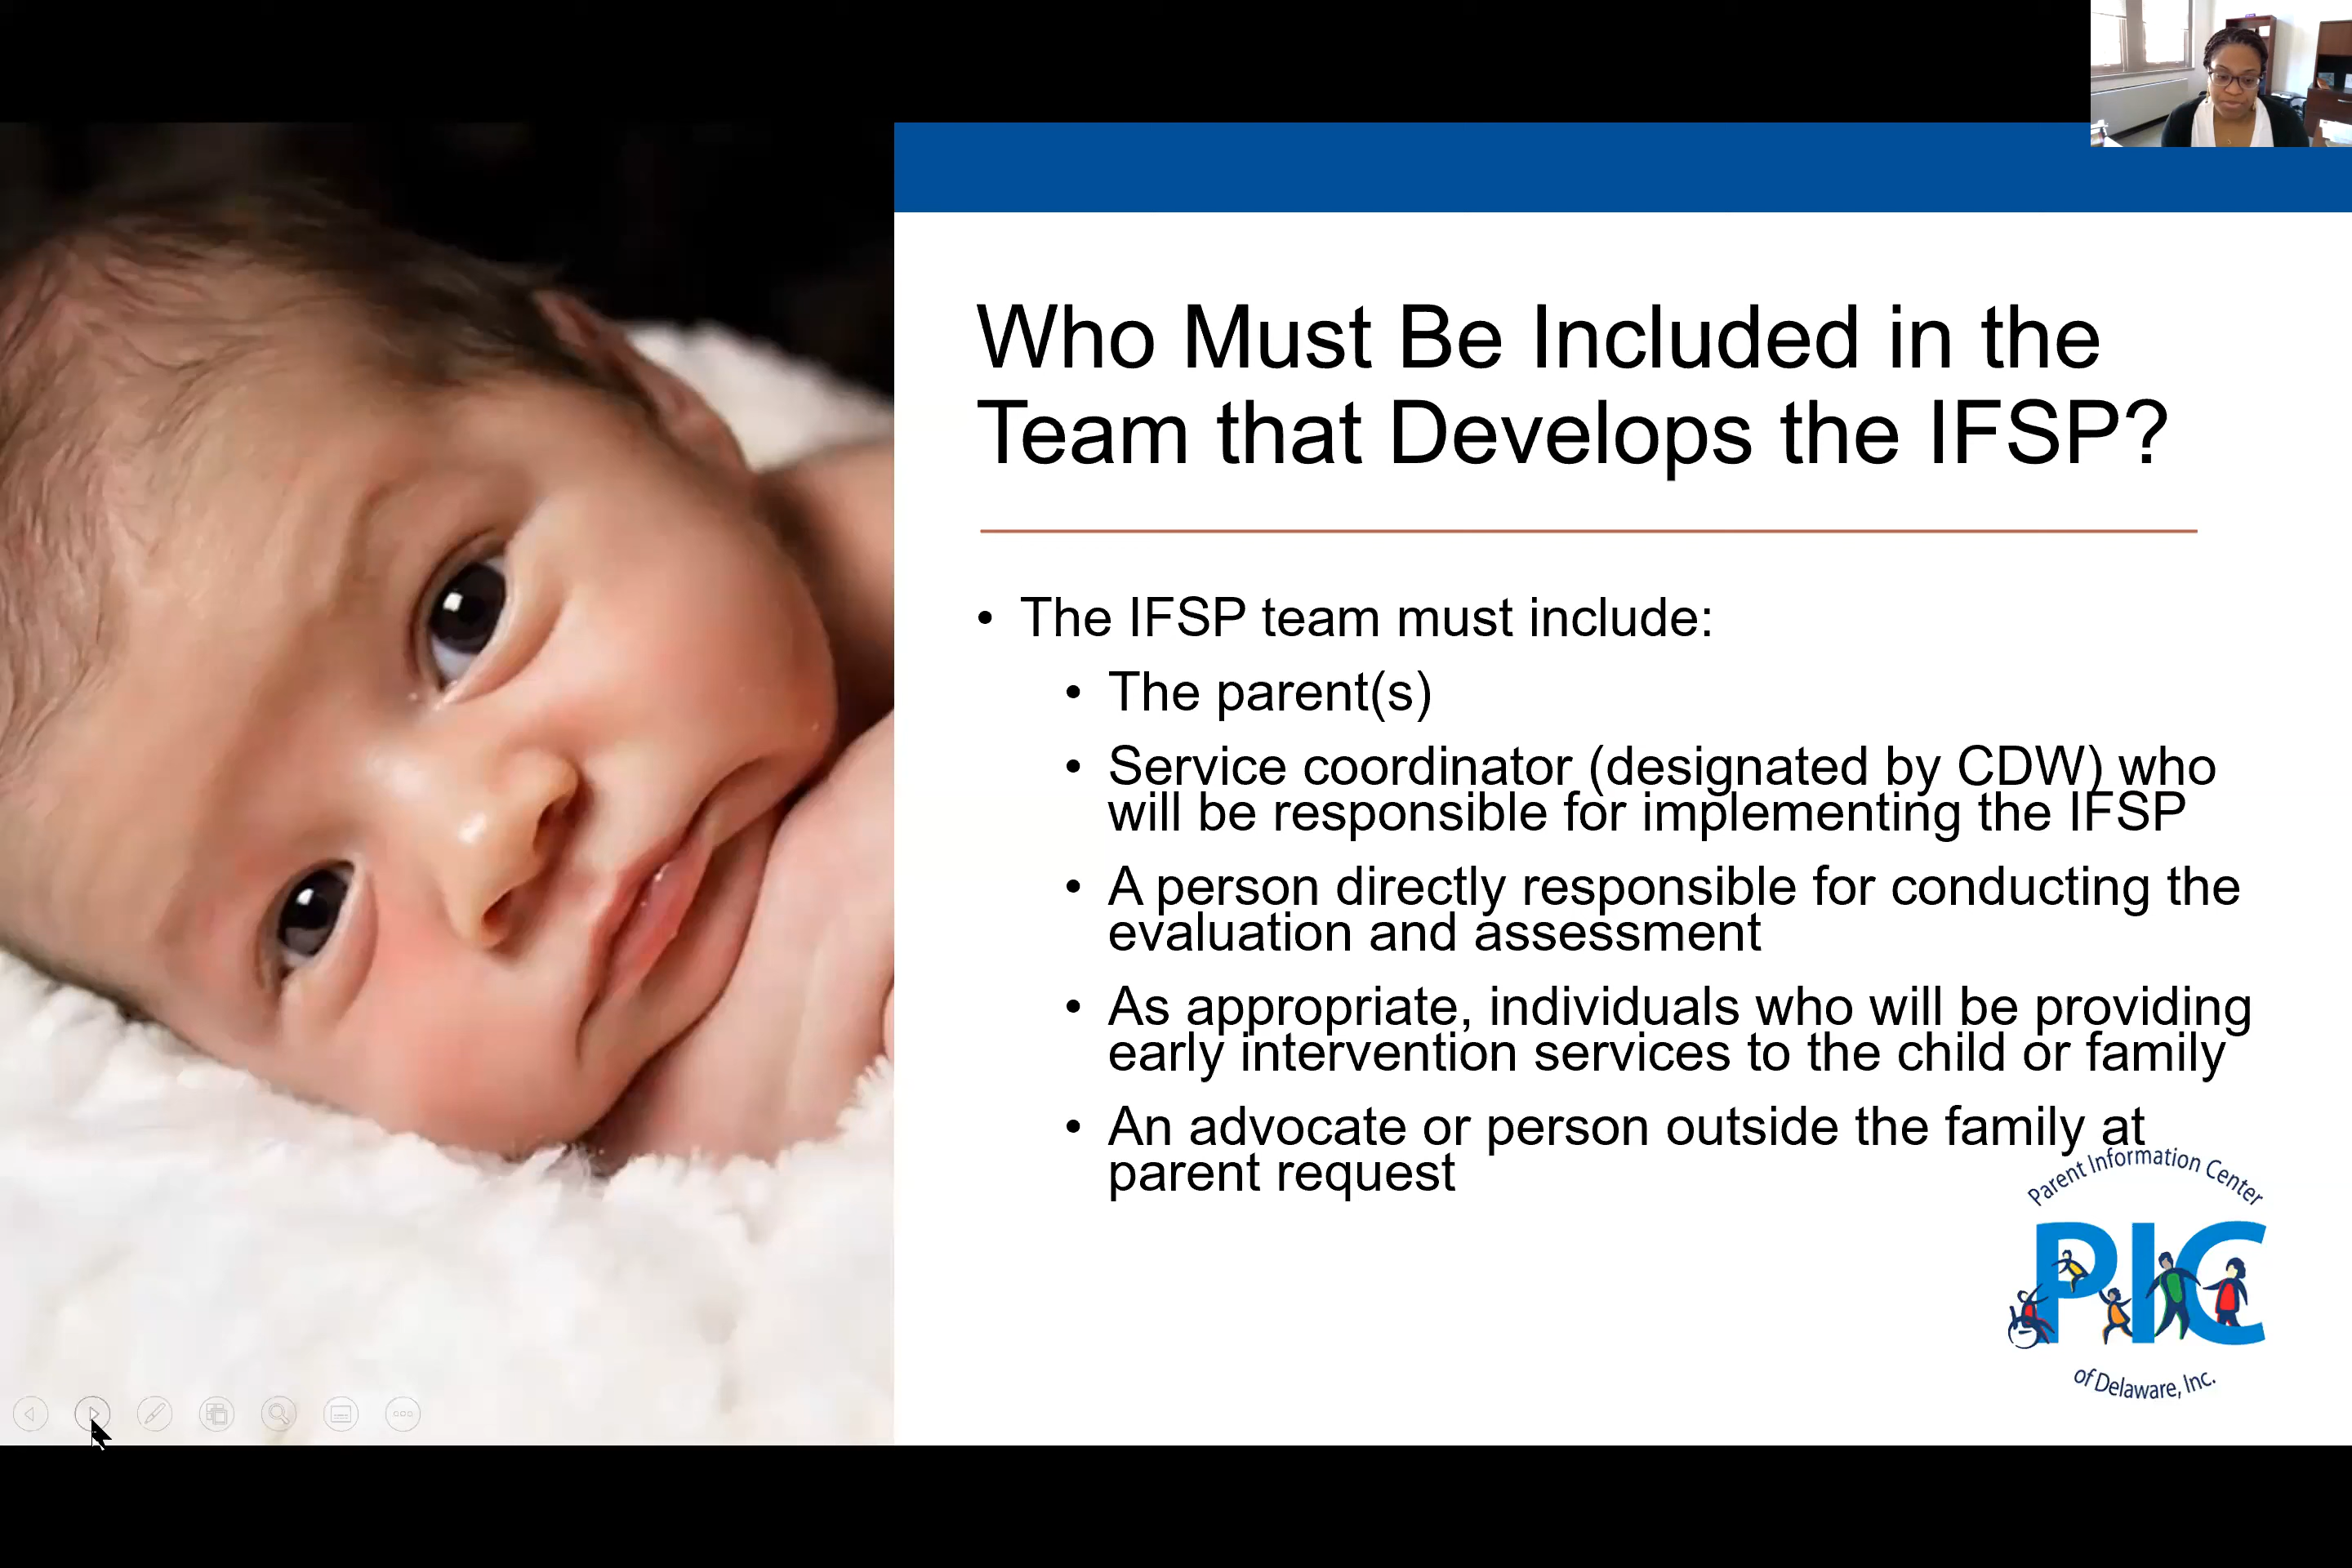 Who Must Be Included in the
Team that Develops the IFSP?
• The IFSP team must include:
• The parent(s)
• Service coordinator (designated by CDW) who
will be responsible for implementing the IFSP
• A person directly responsible for conducting the
evaluation and assessment
• As appropriate, individuals who will be providing
early intervention services to the child or family
• An advocate or person outside the family at
parent request
Parent Information Center
PIC
of Delaware, Inc.